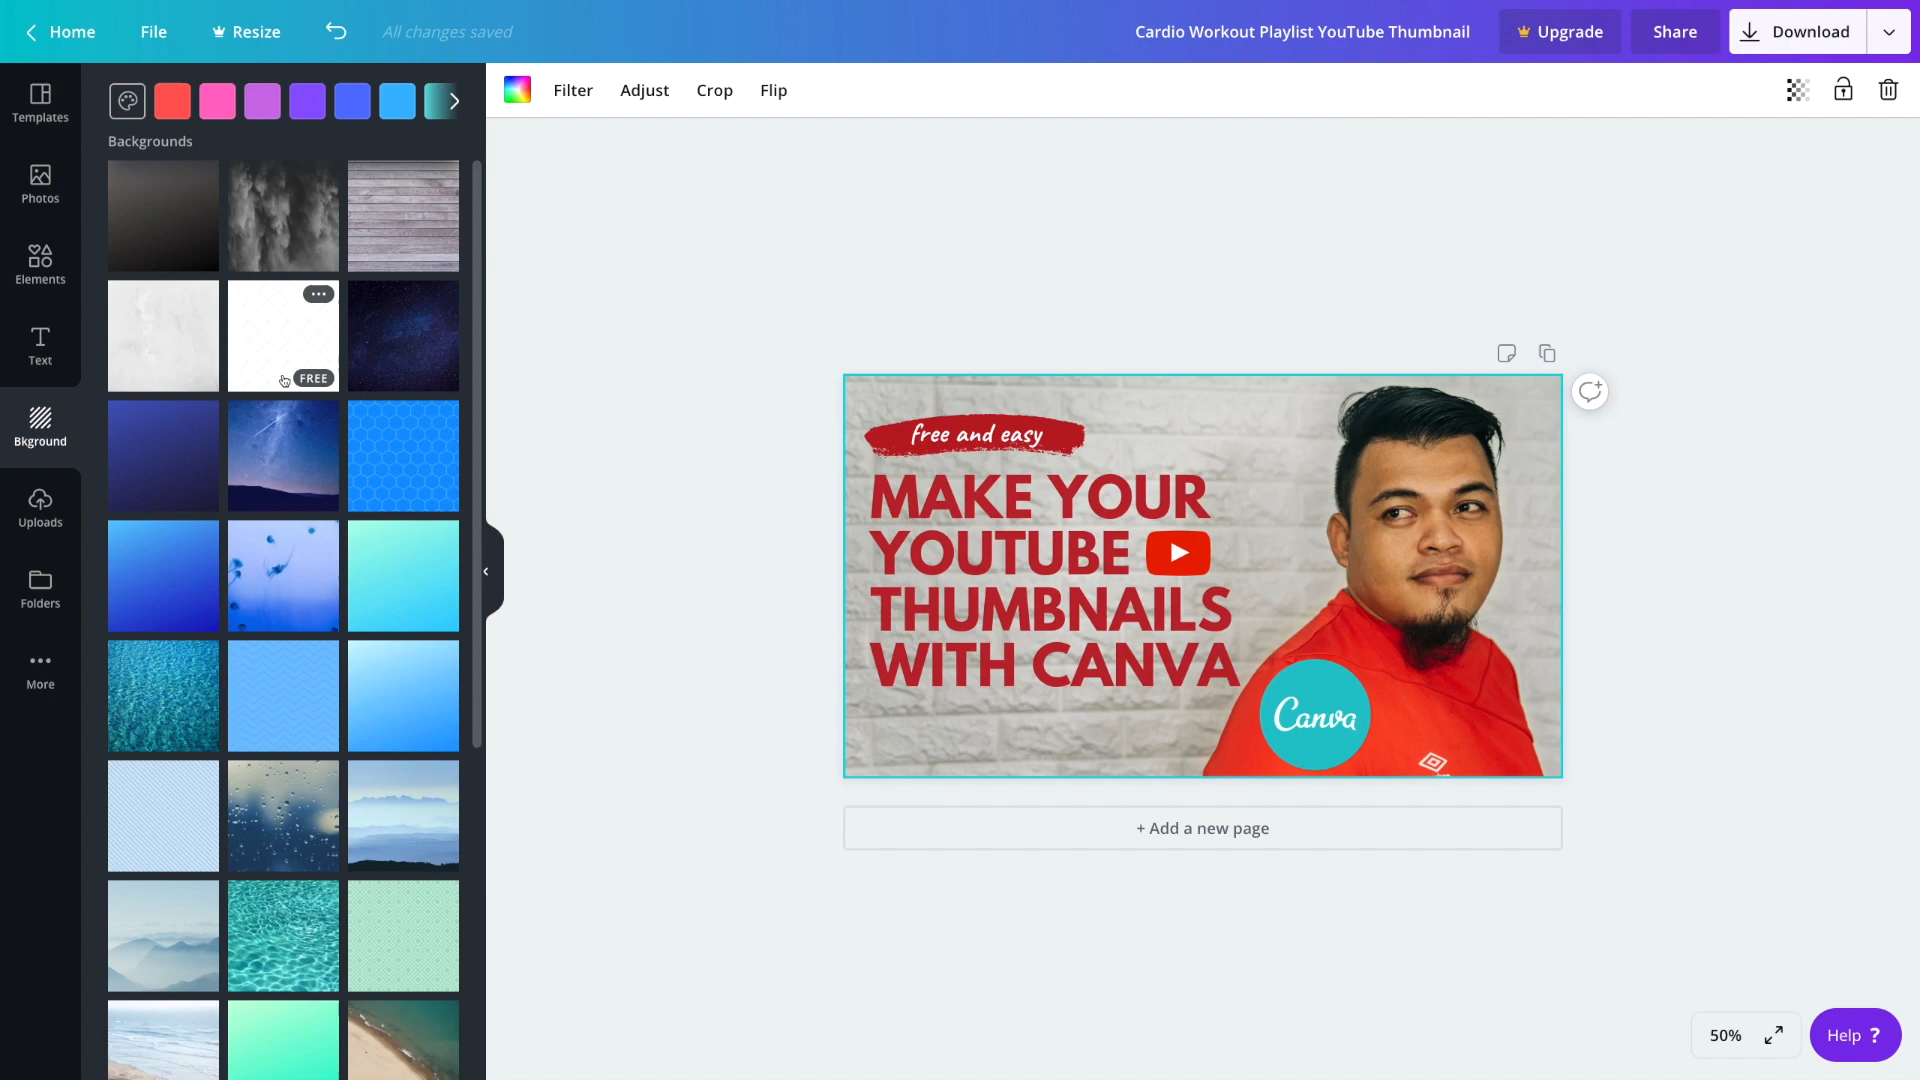 Home
File
Resize
All changes saved
Cardio Workout Playlist YouTube Thumbnail
Upgrade
Share
Download
Templates
Photos
Elements
Text
Bkground
Uploads
Folders
More
Backgrounds
FREE
Filter
Adjust
Crop
Flip
free and easy
MAKE YOUR
YOUTUBE
THUMBNAILS
WITH CANVA
Canva
+ Add a new page
50%
Help ?